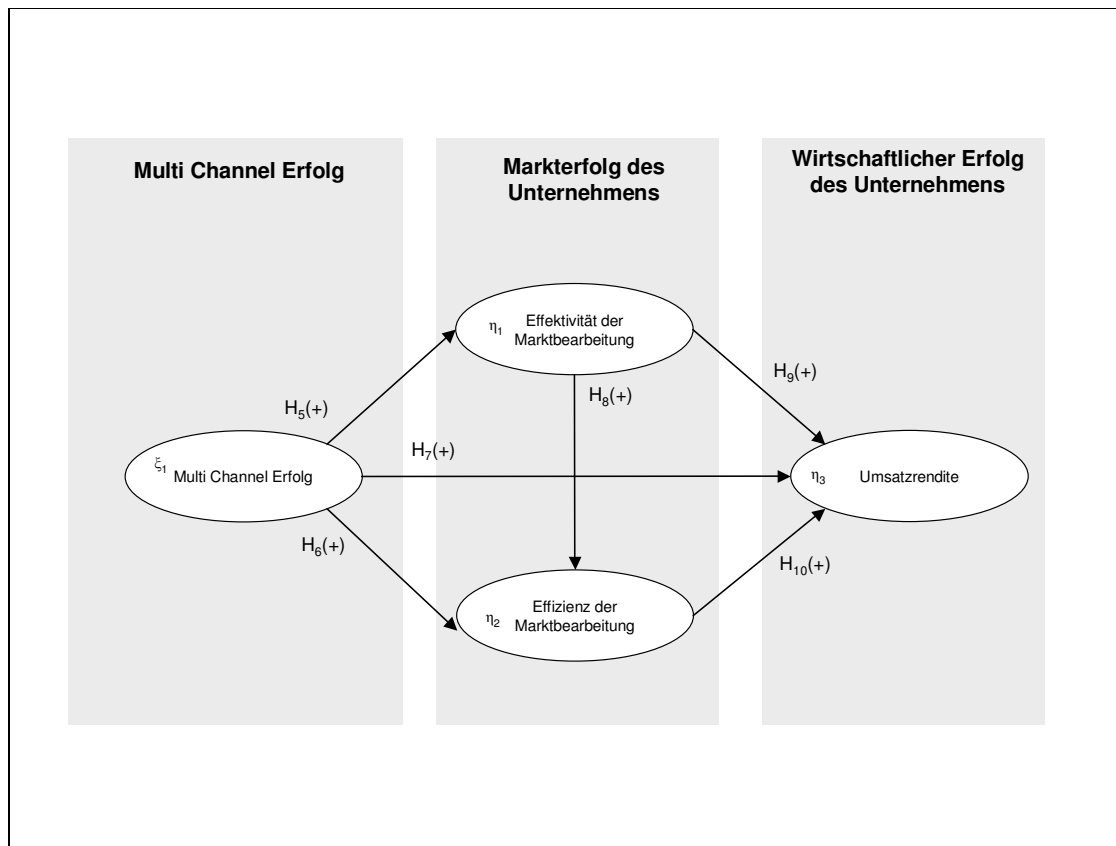 Multi Channel Erfolg
Markterfolg des
Unternehmens
Wirtschaftlicher Erfolg
des Unternehmens
η1 Effektivität der
Marktbearbeitung
H5(+)
H8(+)
H9(+)
H7(+)
ξ1 Multi Channel Erfolg
η3 Umsatzrendite
H6(+)
H10(+)
η2 Effizienz der
Marktbearbeitung